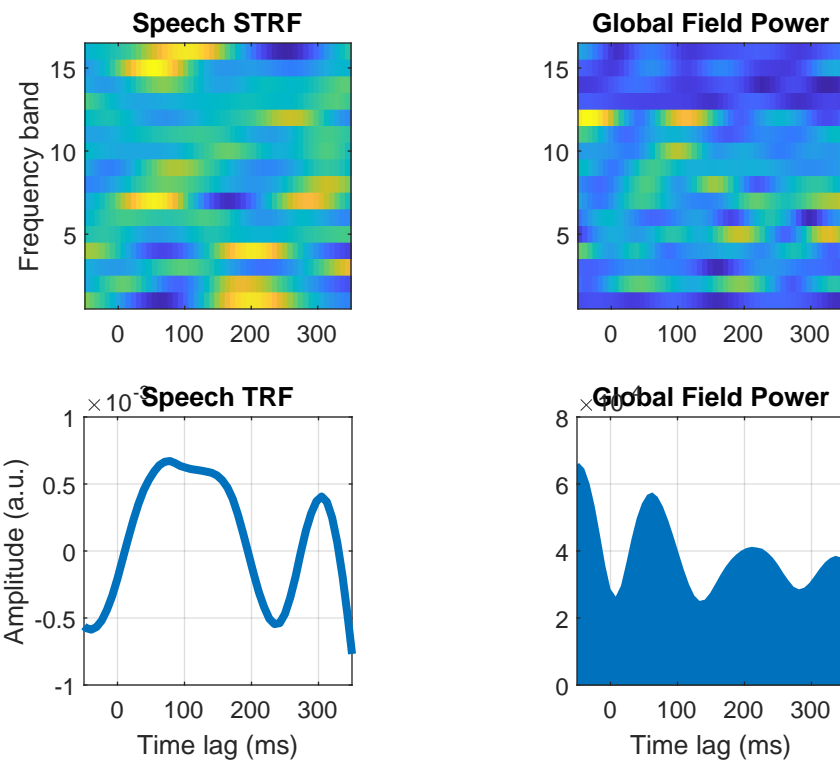 Speech STRF
Frequency band
15
10
5
0 100 200 300
Global Field Power
15
10
5
0 100 200 300
×10⁻³
Speech TRF
Amplitude (a.u.)
1
0.5
0
-0.5
-1
0 100 200 300
Time lag (ms)
×10⁻⁴
Global Field Power
8
6
4
2
0
0 100 200 300
Time lag (ms)